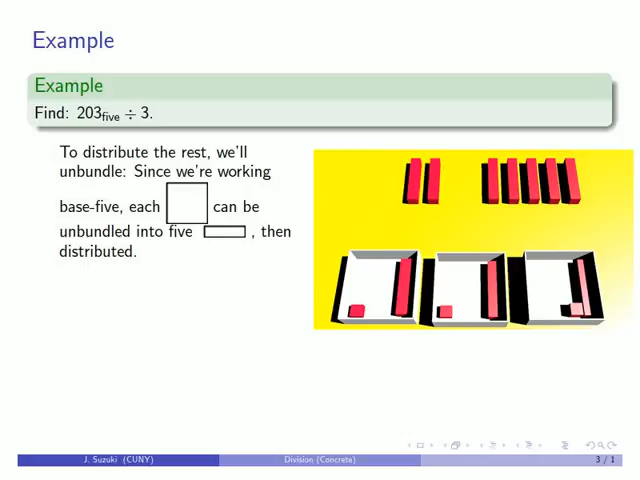 Example
Example
Find: 203five ÷ 3.
To distribute the rest, we'll
unbundle: Since we're working
base-five, each can be
unbundled into five , then
distributed.
J. Suzuki (CUNY) Division (Concrete) 3 / 1